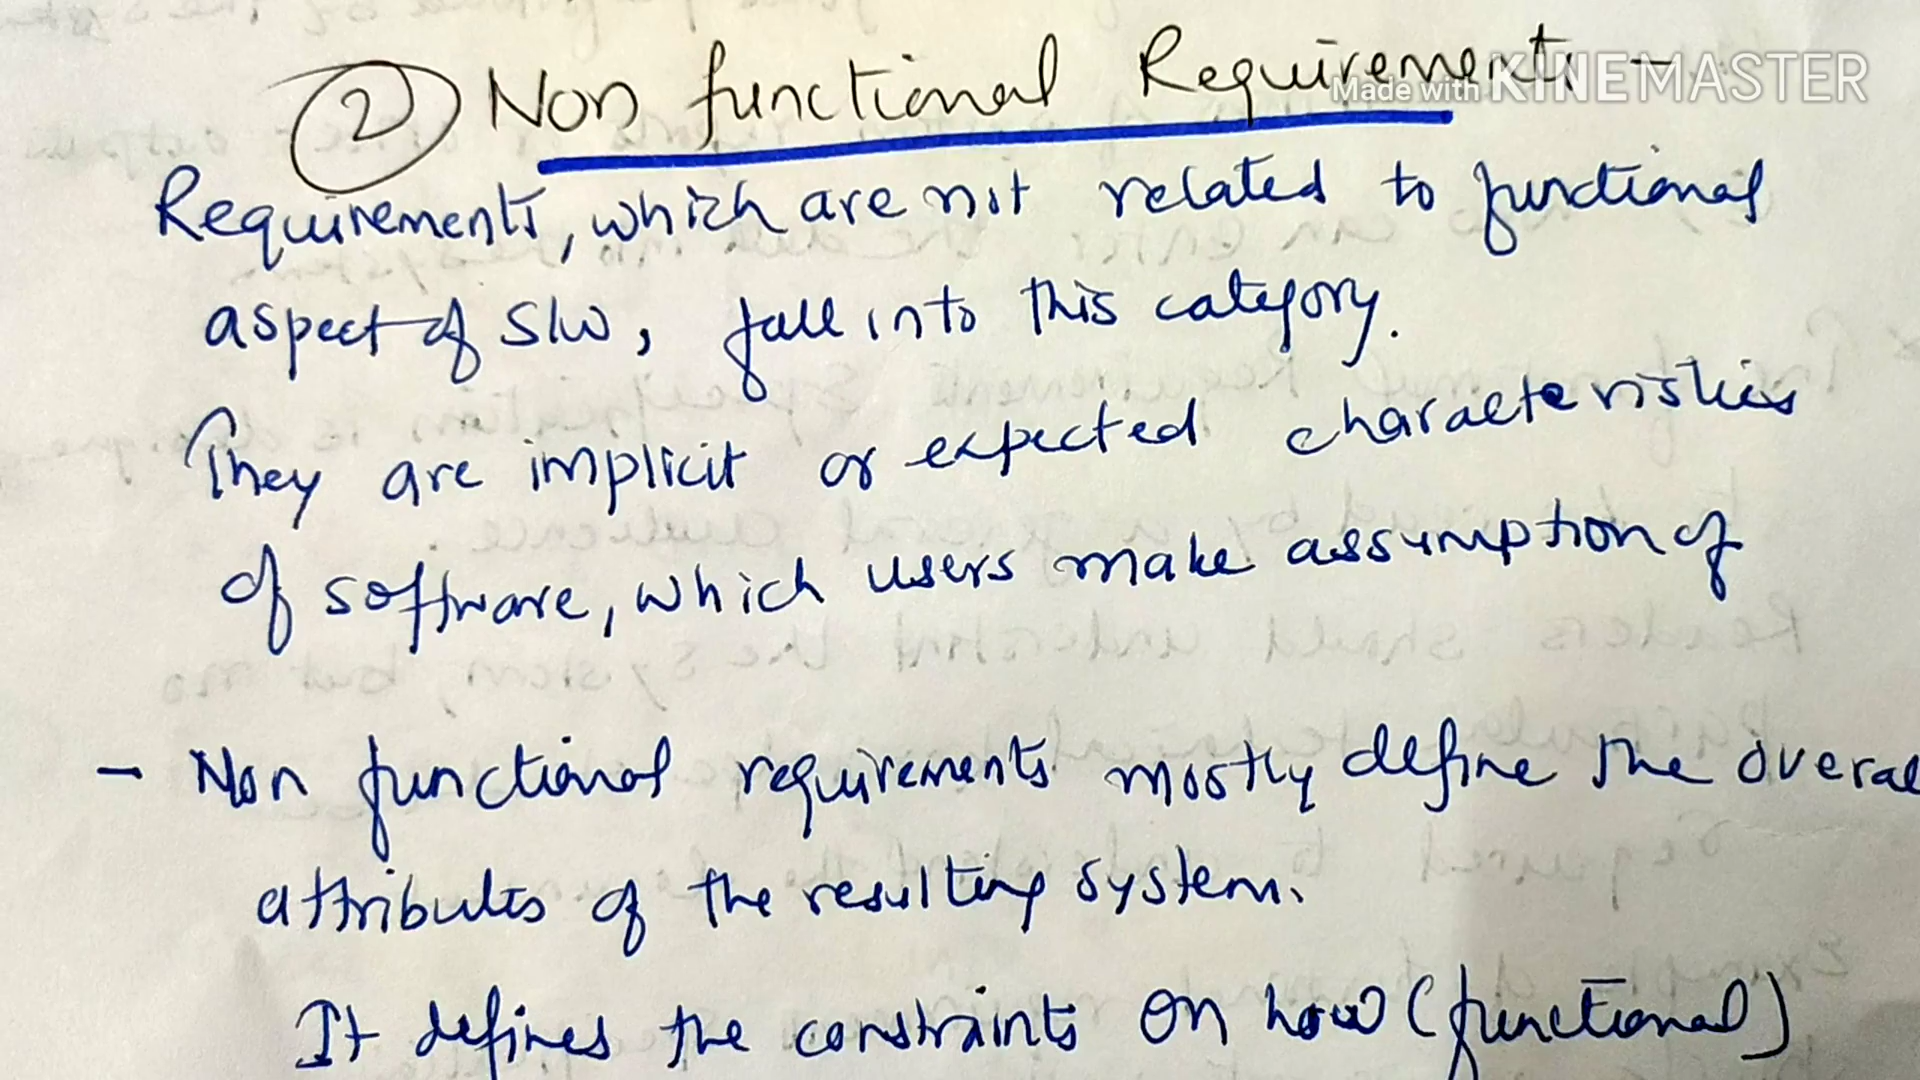 ② Non functional Requirements -
Made with KINEMASTER
Requirements, which are not related to functional
aspect of S/W, fall into this category.
They are implicit or expected characteristics
of software, which users make assumption of
- Non functional requirements mostly define the overal
attributes of the resulting system.
It defines the constraints on how (functional)